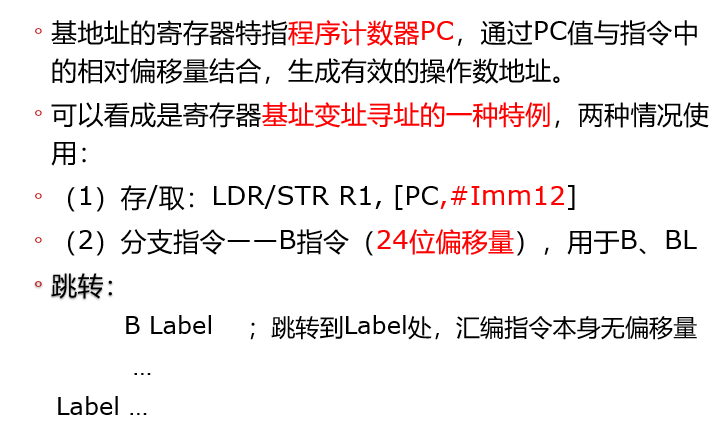 ◦ 基地址的寄存器特指程序计数器PC，通过PC值与指令中
的相对偏移量结合，生成有效的操作数地址。
◦ 可以看成是寄存器基址变址寻址的一种特例，两种情况使
用：
◦ （1）存/取：LDR/STR R1, [PC,#Imm12]
◦ （2）分支指令——B指令（24位偏移量），用于B、BL
◦ 跳转：
B Label ；跳转到Label处，汇编指令本身无偏移量
...
Label ...